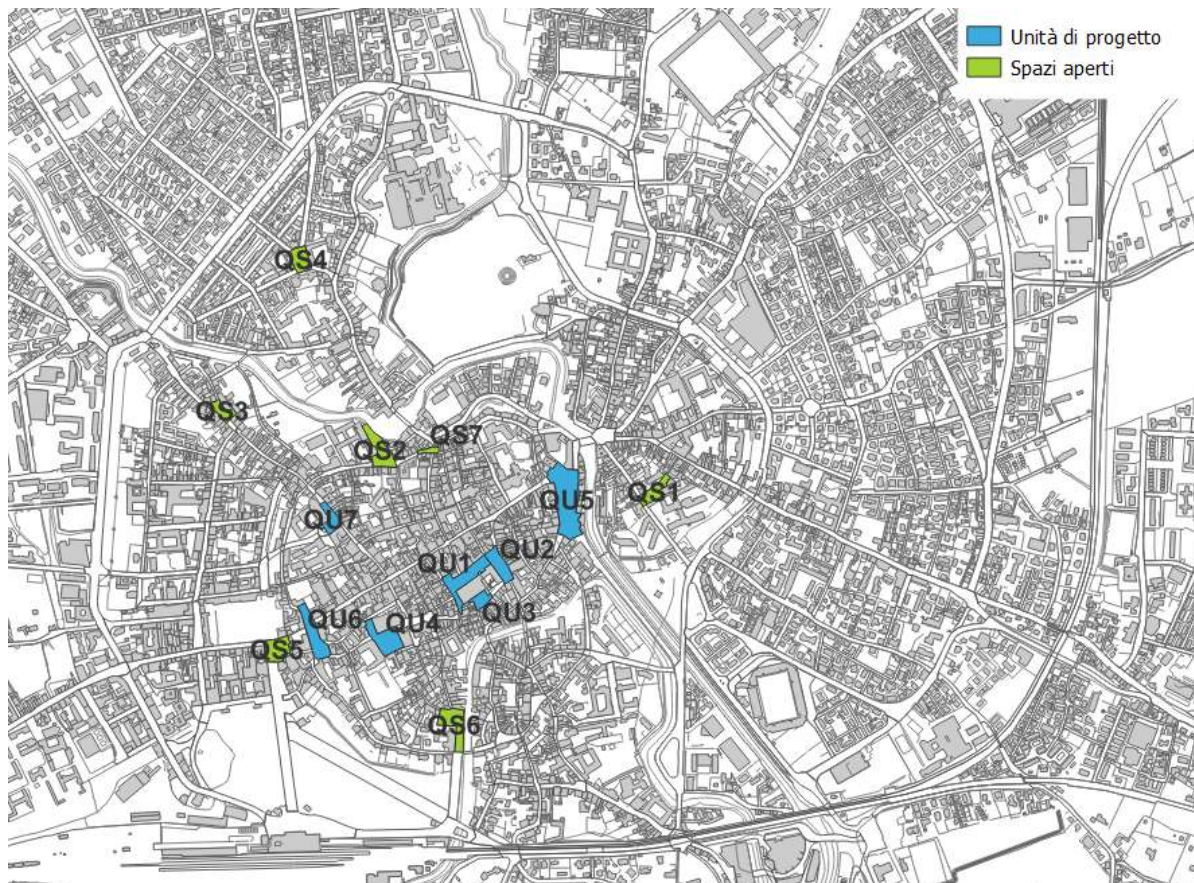 Unità di progetto
Spazi aperti
QS4
QS3
QS7
QS2
QS1
QU5
QU7
QU2
QU1
QU3
QU6
QU4
QS5
QS6